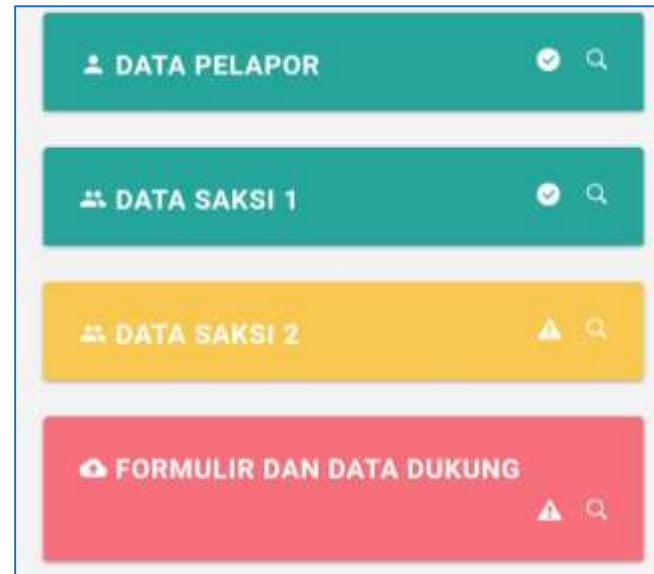 DATA PELAPOR
DATA SAKSI 1
DATA SAKSI 2
FORMULIR DAN DATA DUKUNG